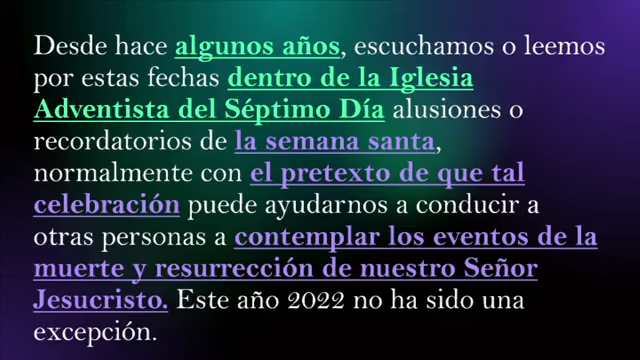 Desde hace algunos años, escuchamos o leemos
por estas fechas dentro de la Iglesia
Adventista del Séptimo Día alusiones o
recordatorios de la semana santa,
normalmente con el pretexto de que tal
celebración puede ayudarnos a conducir a
otras personas a contemplar los eventos de la
muerte y resurrección de nuestro Señor
Jesucristo. Este año 2022 no ha sido una
excepción.